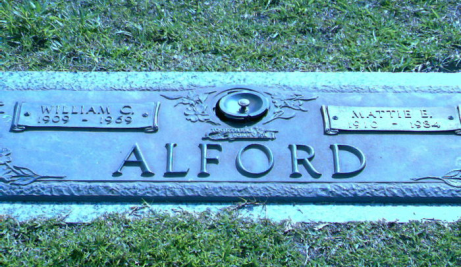 WILLIAM C.
1909 - 1969
MATTIE E.
1910 - 1984
ALFORD